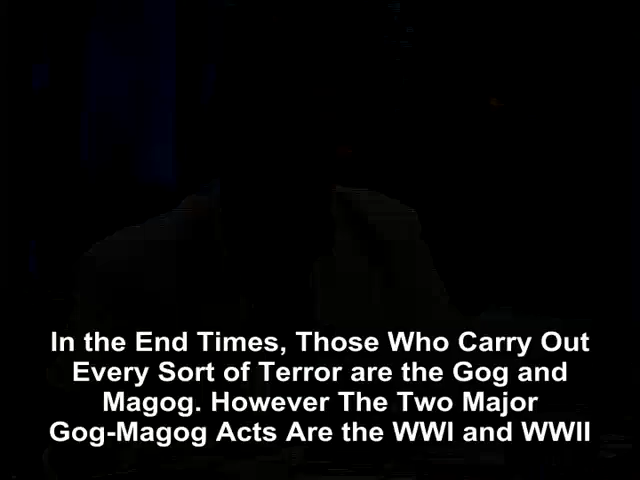 In the End Times, Those Who Carry Out
Every Sort of Terror are the Gog and
Magog. However The Two Major
Gog-Magog Acts Are the WWI and WWII